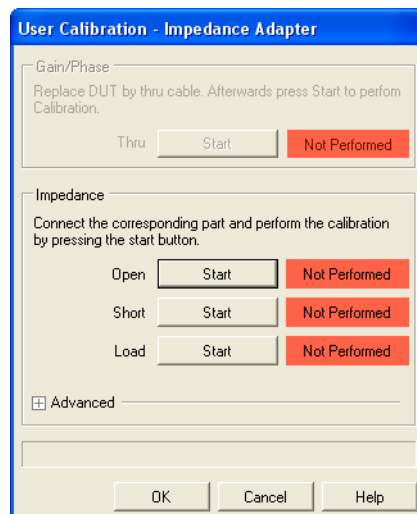 User Calibration - Impedance Adapter
Gain/Phase
Replace DUT by thru cable. Afterwards press Start to perfom
Calibration.
Thru Start Not Performed
Impedance
Connect the corresponding part and perform the calibration
by pressing the start button.
Open Start Not Performed
Short Start Not Performed
Load Start Not Performed
Advanced
OK Cancel Help